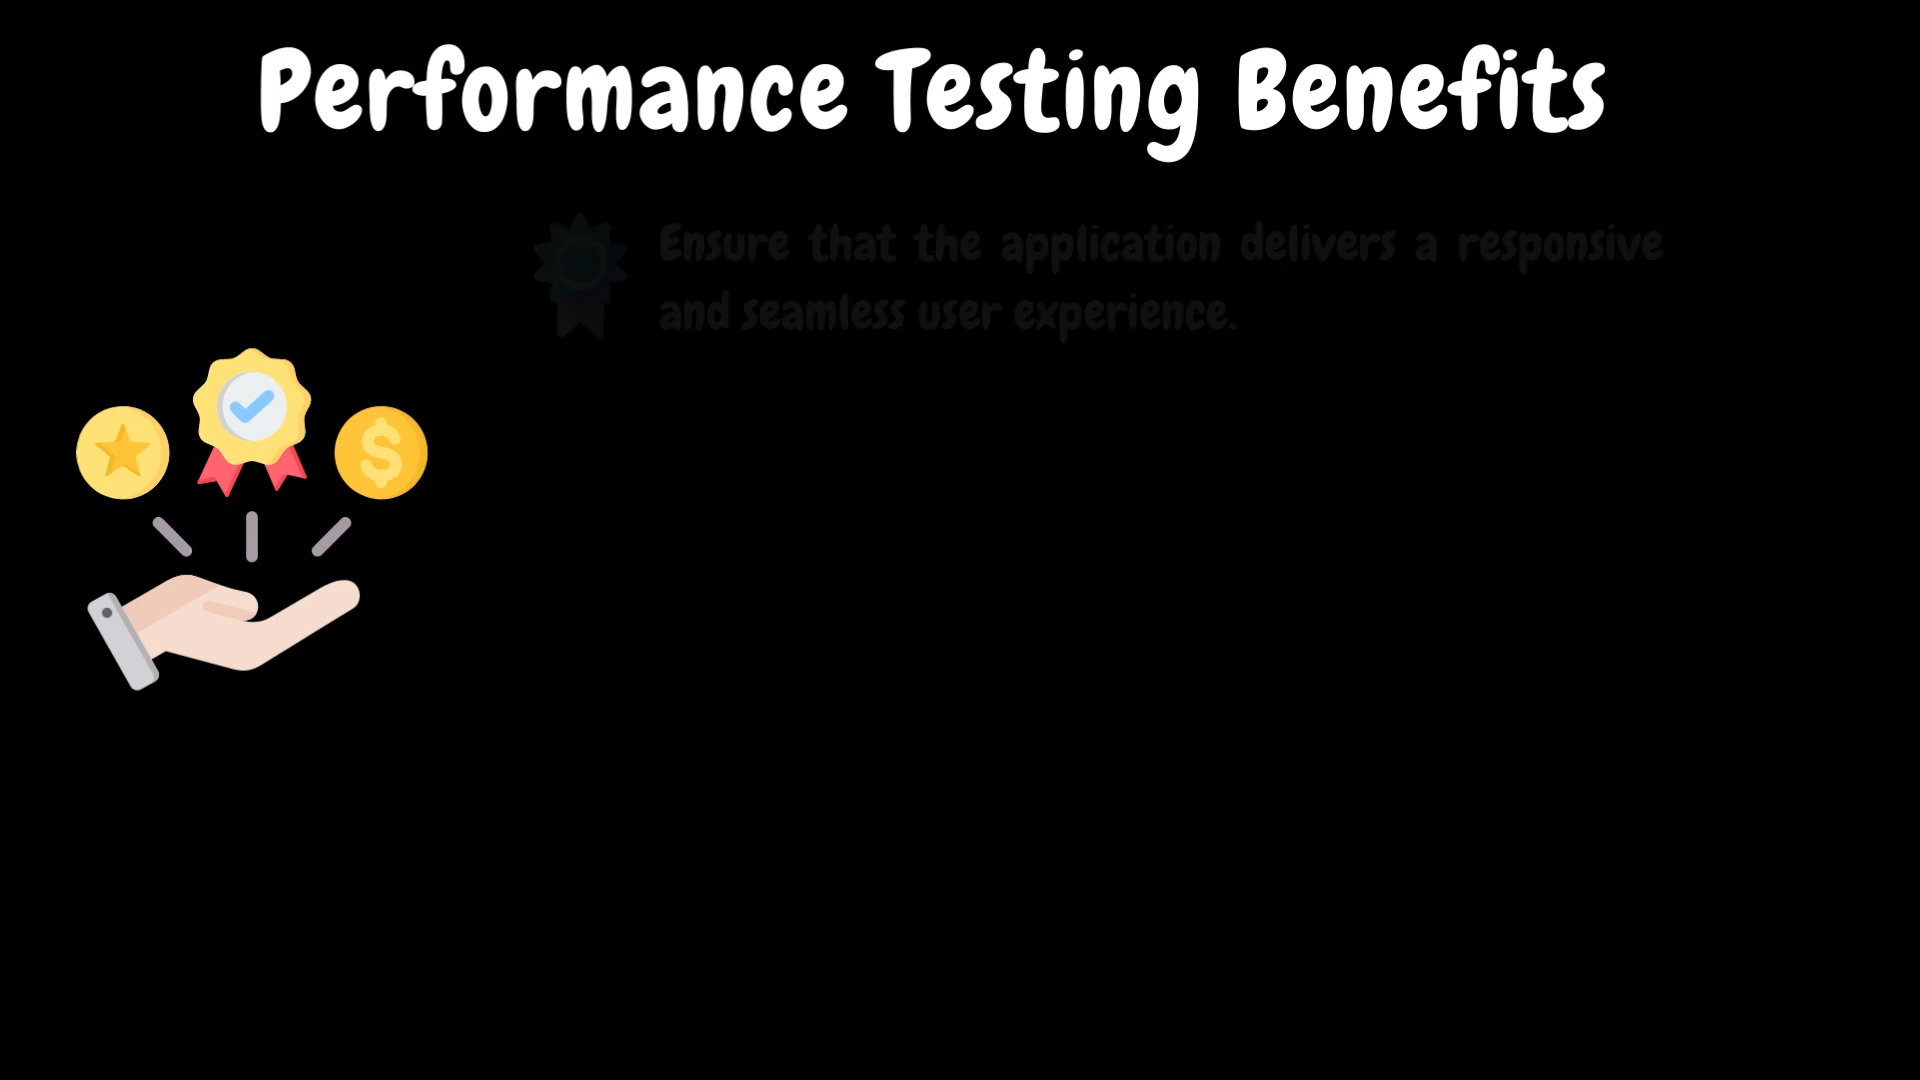 Performance Testing Benefits
Ensure that the application delivers a responsive
and seamless user experience.